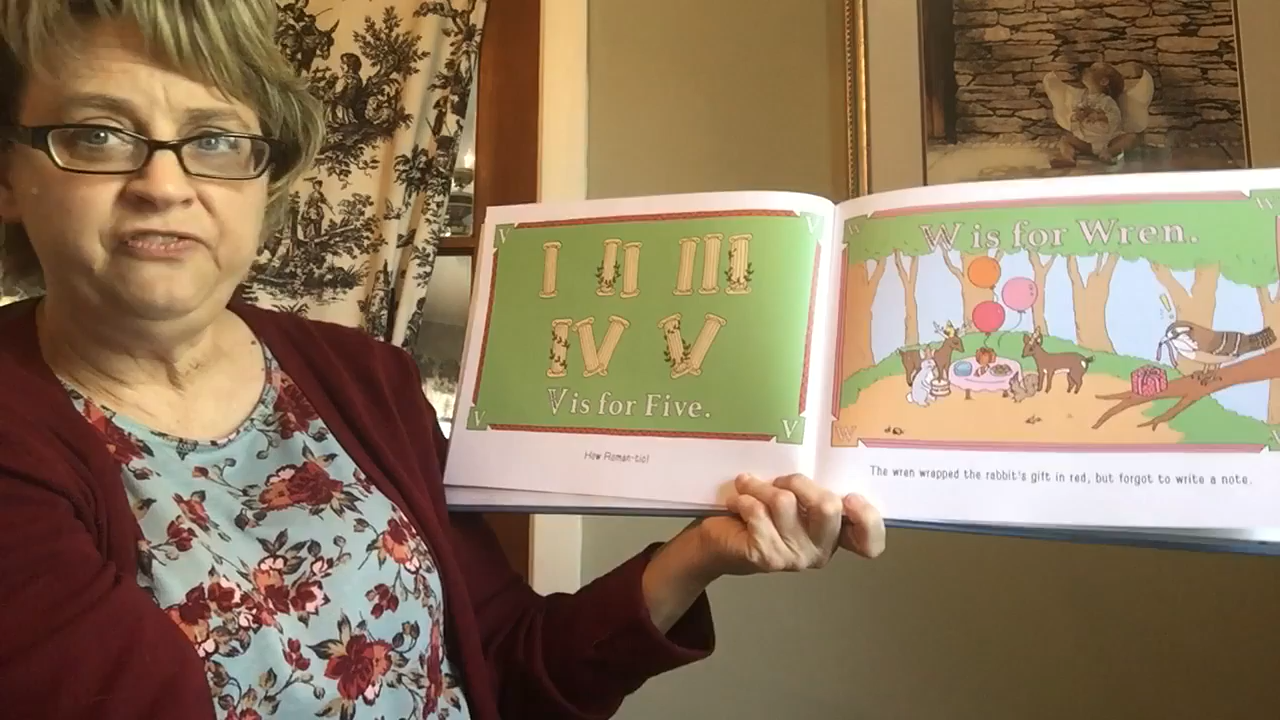 V V
I II III
IV V
V is for Five.
V V
How Roman-tic!
W W
W is for Wren.
W
The wren wrapped the rabbit's gift in red, but forgot to write a note.